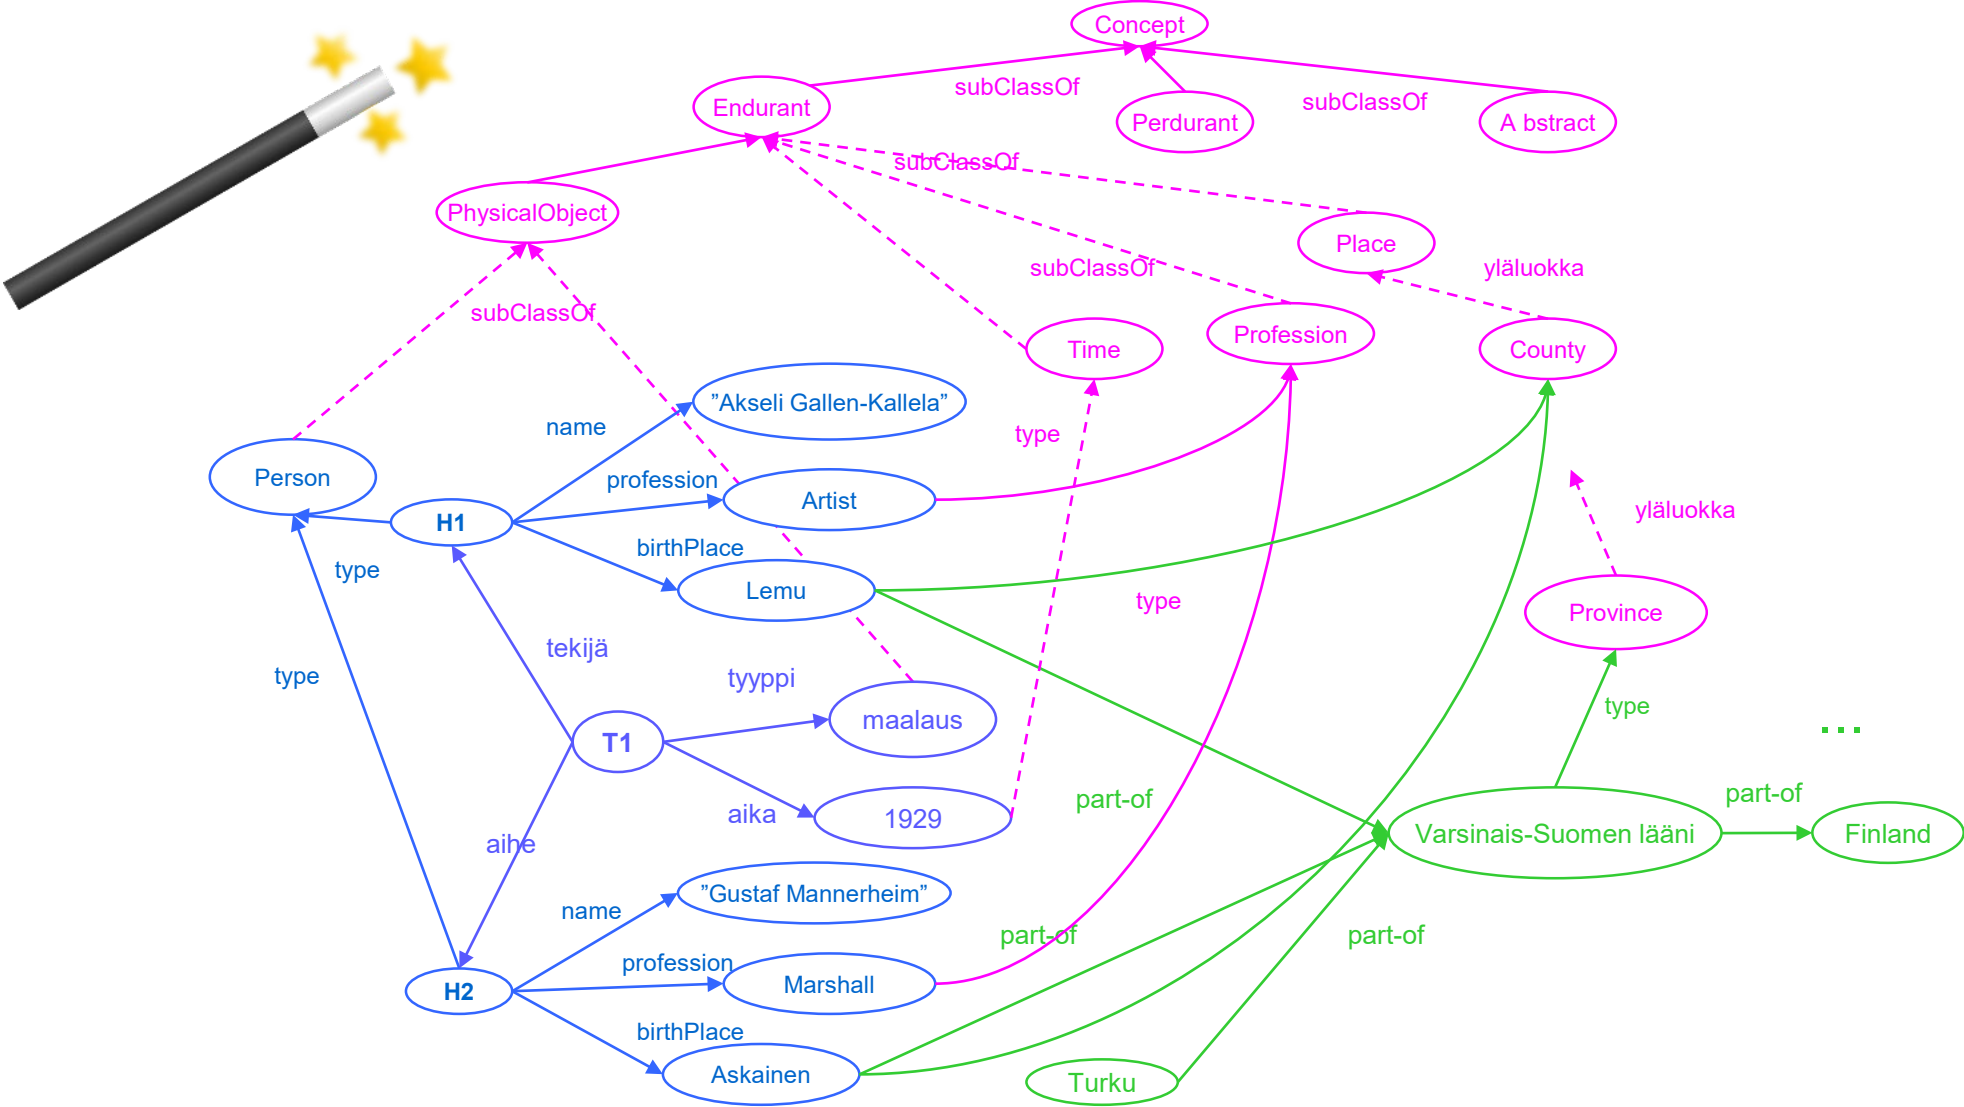 Concept
subClassOf
Endurant
subClassOf
Perdurant
A bstract
subClassOf
PhysicalObject
Place
subClassOf
yläluokka
subClassOf
Time
Profession
County
"Akseli Gallen-Kallela"
name
type
Person
profession
Artist
H1
yläluokka
birthPlace
type
Lemu
type
Province
tekijä
type
tyyppi
type
maalaus
T1
...
part-of
part-of
aika
1929
Varsinais-Suomen lääni
Finland
aihe
"Gustaf Mannerheim"
name
part-of
part-of
profession
Marshall
H2
birthPlace
Askainen
Turku